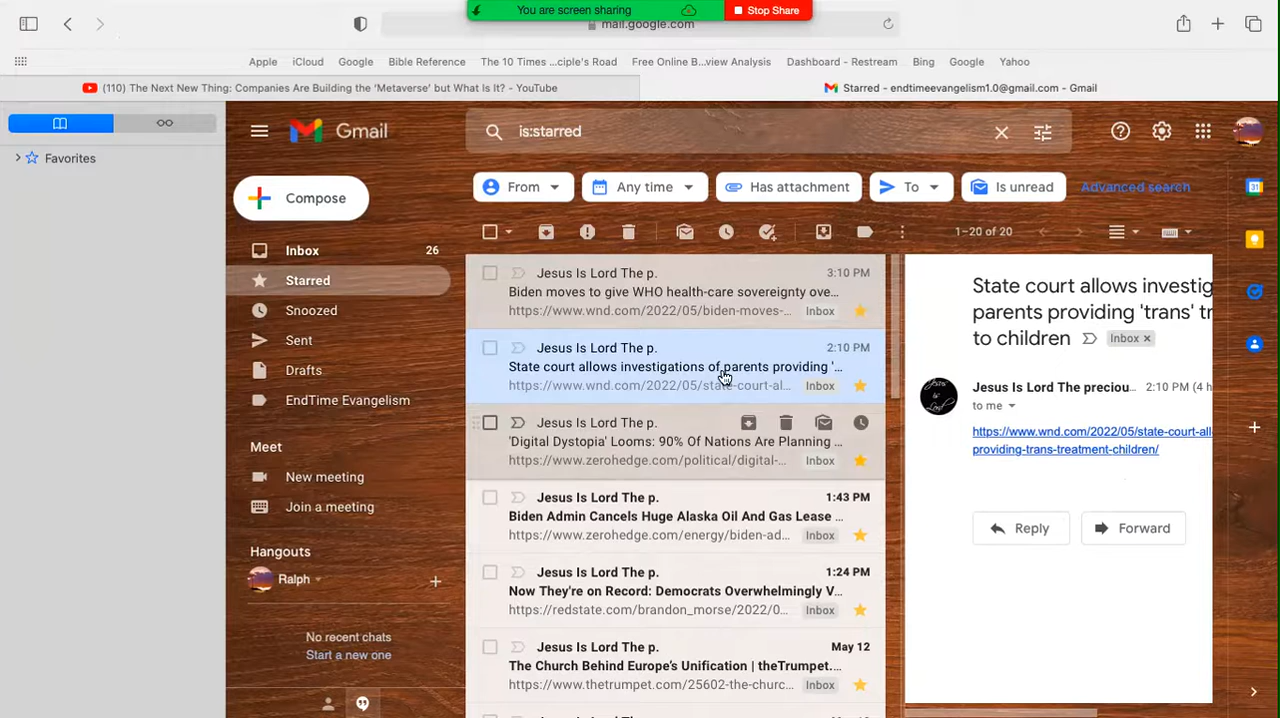 You are screen sharing
Stop Share
mail.google.com
Apple iCloud Google Bible Reference The 10 Times ...ciple's Road Free Online B...view Analysis Dashboard - Restream Bing Google Yahoo
(110) The Next New Thing: Companies Are Building the 'Metaverse' but What Is It? - YouTube
Starred - endtimeevangelism1.0@gmail.com - Gmail
Favorites
Gmail
is:starred
From
Any time
Has attachment
To
Is unread
Advanced search
Compose
1–20 of 20
Inbox 26
Starred
Snoozed
Sent
Drafts
EndTime Evangelism
Meet
New meeting
Join a meeting
Hangouts
Ralph
No recent chats
Start a new one
Jesus Is Lord The p. 3:10 PM
Biden moves to give WHO health-care sovereignty ove...
https://www.wnd.com/2022/05/biden-moves-... Inbox
Jesus Is Lord The p. 2:10 PM
State court allows investigations of parents providing '...
https://www.wnd.com/2022/05/state-court-al... Inbox
Jesus Is Lord The p.
'Digital Dystopia' Looms: 90% Of Nations Are Planning ...
https://www.zerohedge.com/political/digital-... Inbox
Jesus Is Lord The p. 1:43 PM
Biden Admin Cancels Huge Alaska Oil And Gas Lease ...
https://www.zerohedge.com/energy/biden-ad... Inbox
Jesus Is Lord The p. 1:24 PM
Now They're on Record: Democrats Overwhelmingly V...
https://redstate.com/brandon_morse/2022/0... Inbox
Jesus Is Lord The p. May 12
The Church Behind Europe's Unification | theTrumpet....
https://www.thetrumpet.com/25602-the-churc... Inbox
State court allows investig
parents providing 'trans' tr
to children Inbox ×
Jesus Is Lord The preciou... 2:10 PM (4 h
to me
https://www.wnd.com/2022/05/state-court-all
providing-trans-treatment-children/
Reply
Forward